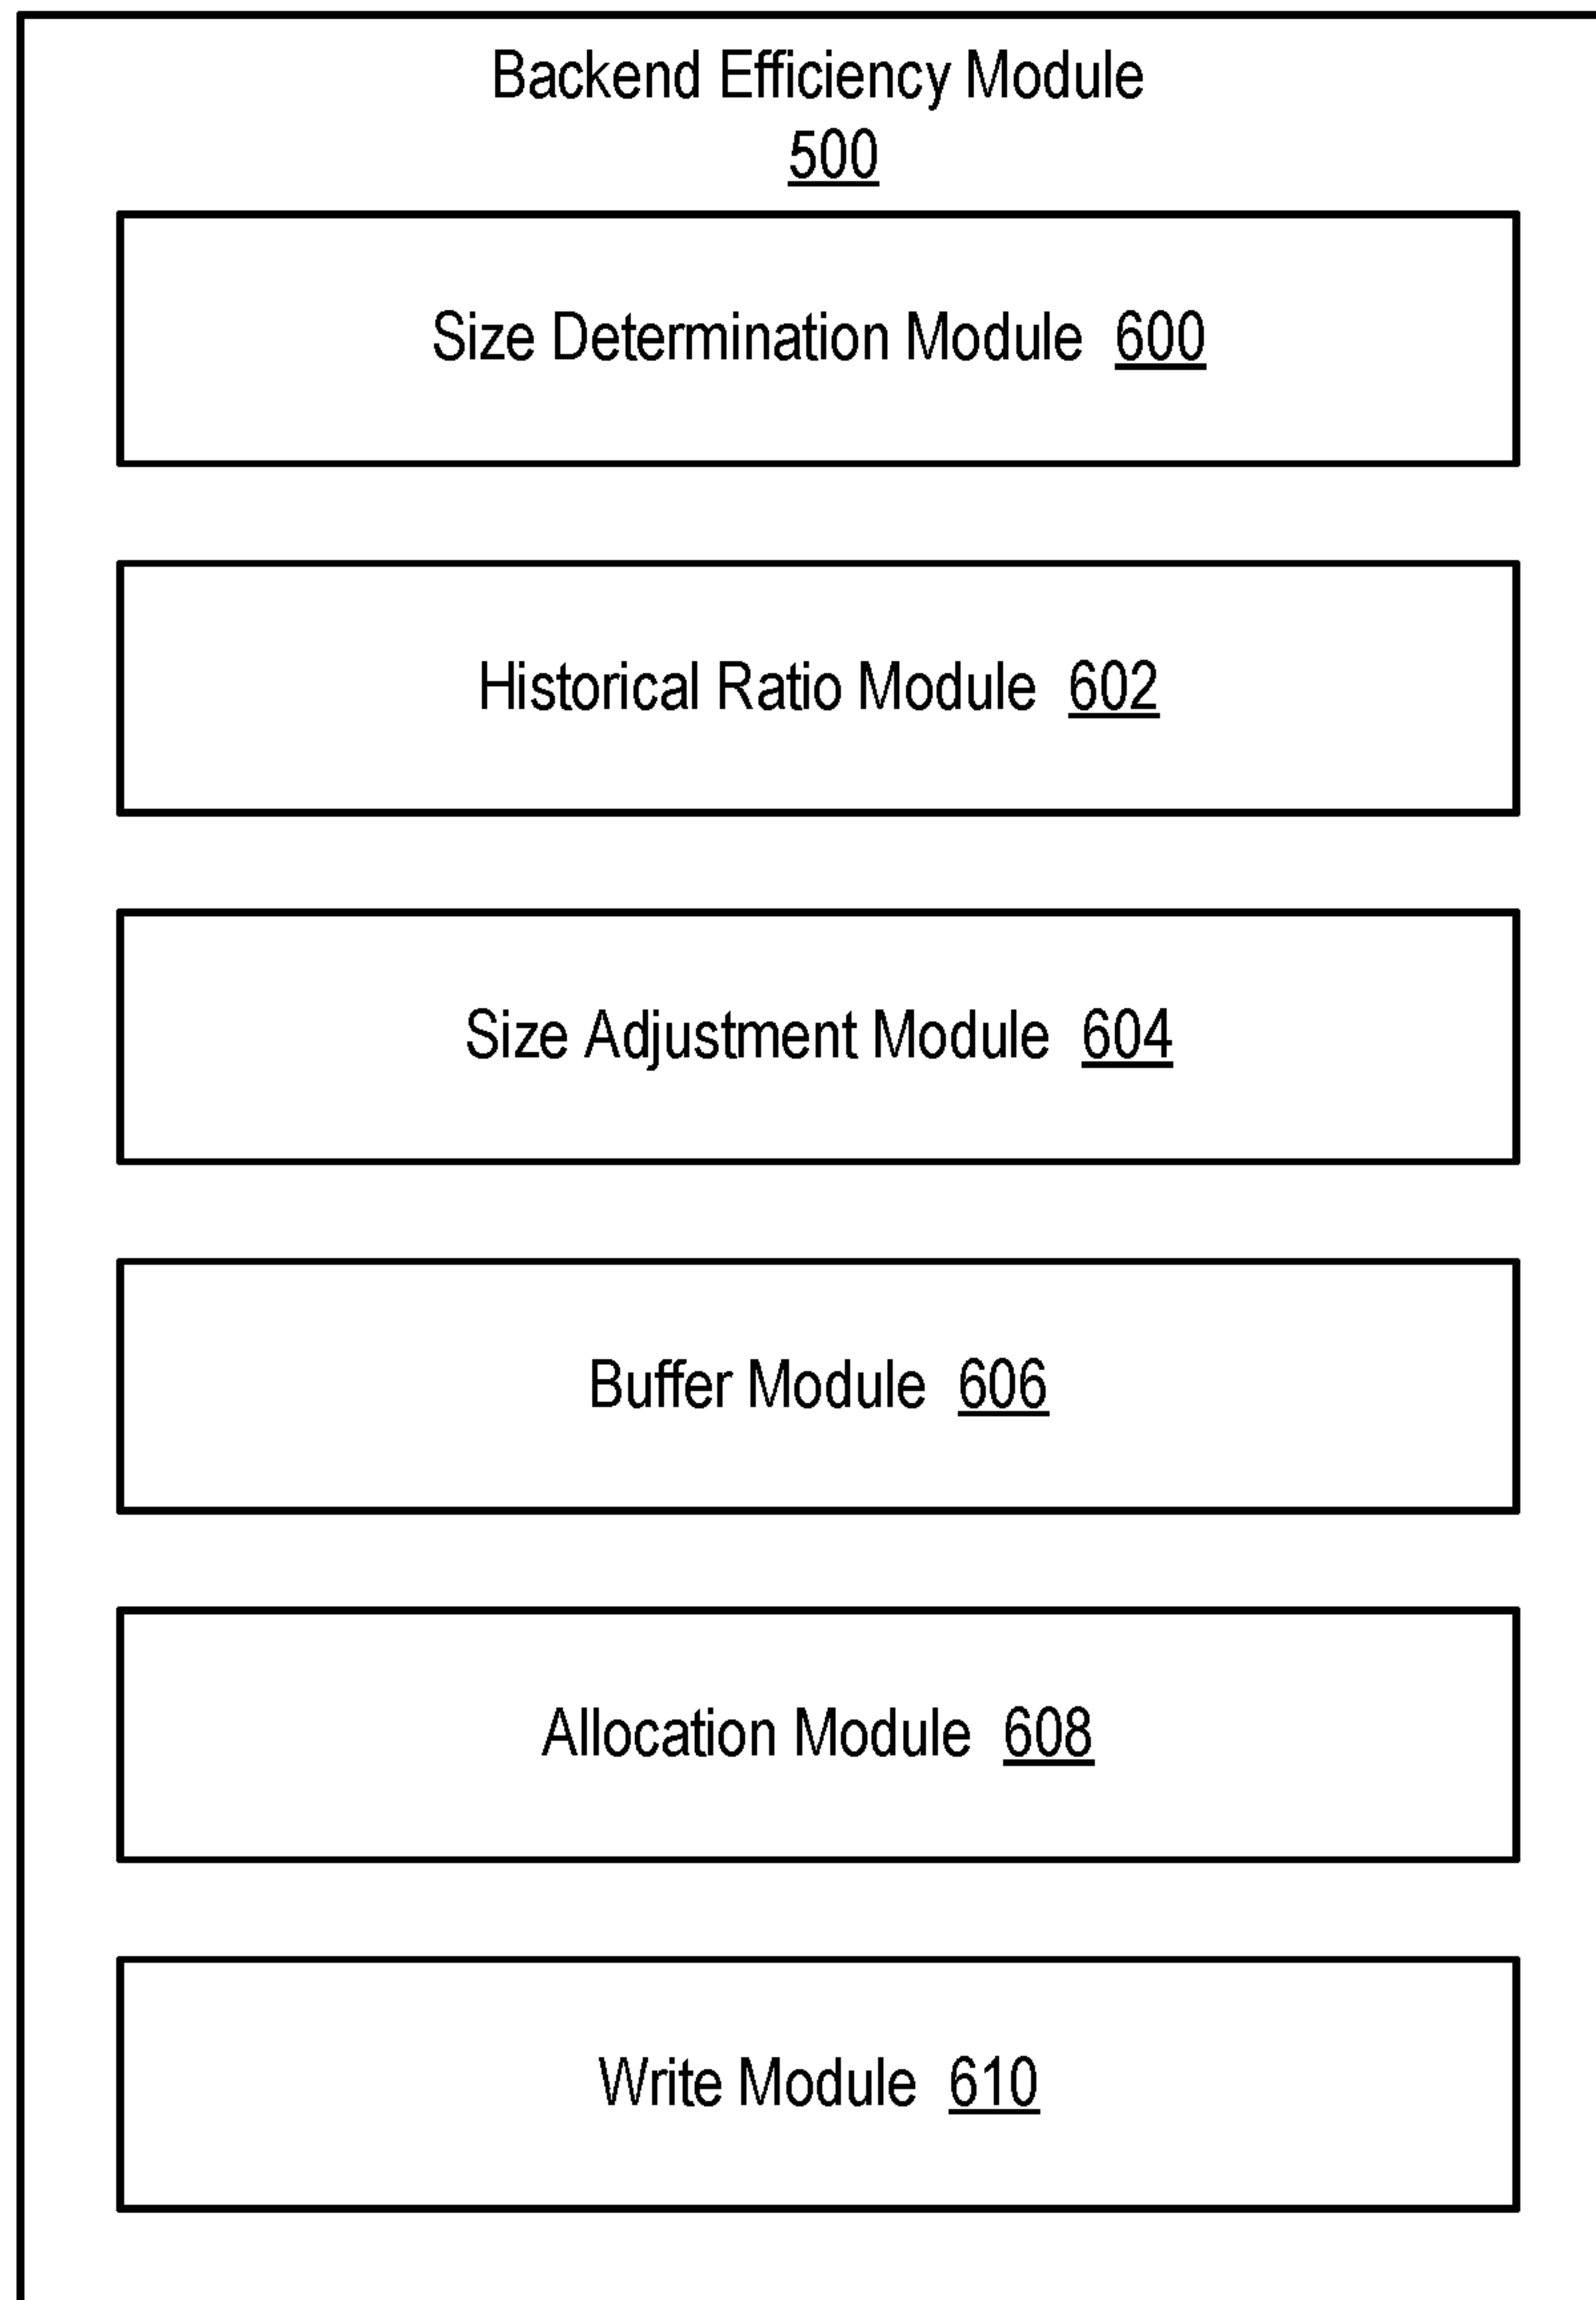 Backend Efficiency Module
500
Size Determination Module 600
Historical Ratio Module 602
Size Adjustment Module 604
Buffer Module 606
Allocation Module 608
Write Module 610